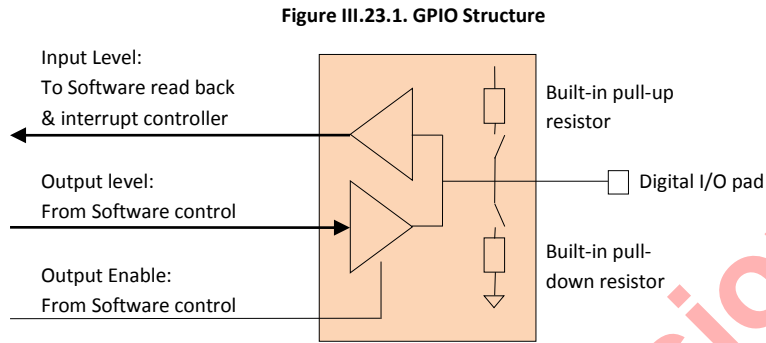 Figure III.23.1. GPIO Structure
Input Level:
To Software read back
& interrupt controller
Built-in pull-up
resistor
Output level:
From Software control
Digital I/O pad
Built-in pull-
down resistor
Output Enable:
From Software control